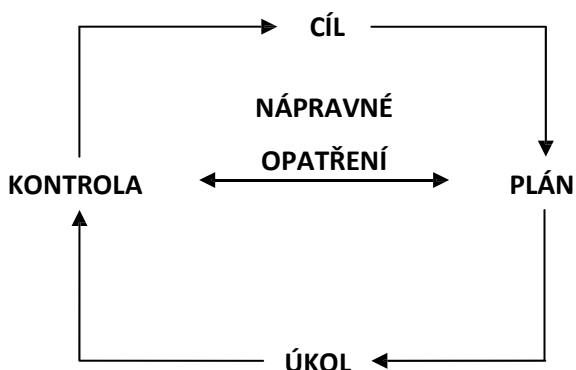 CÍL
NÁPRAVNÉ
OPATŘENÍ
KONTROLA
PLÁN
ÚKOL